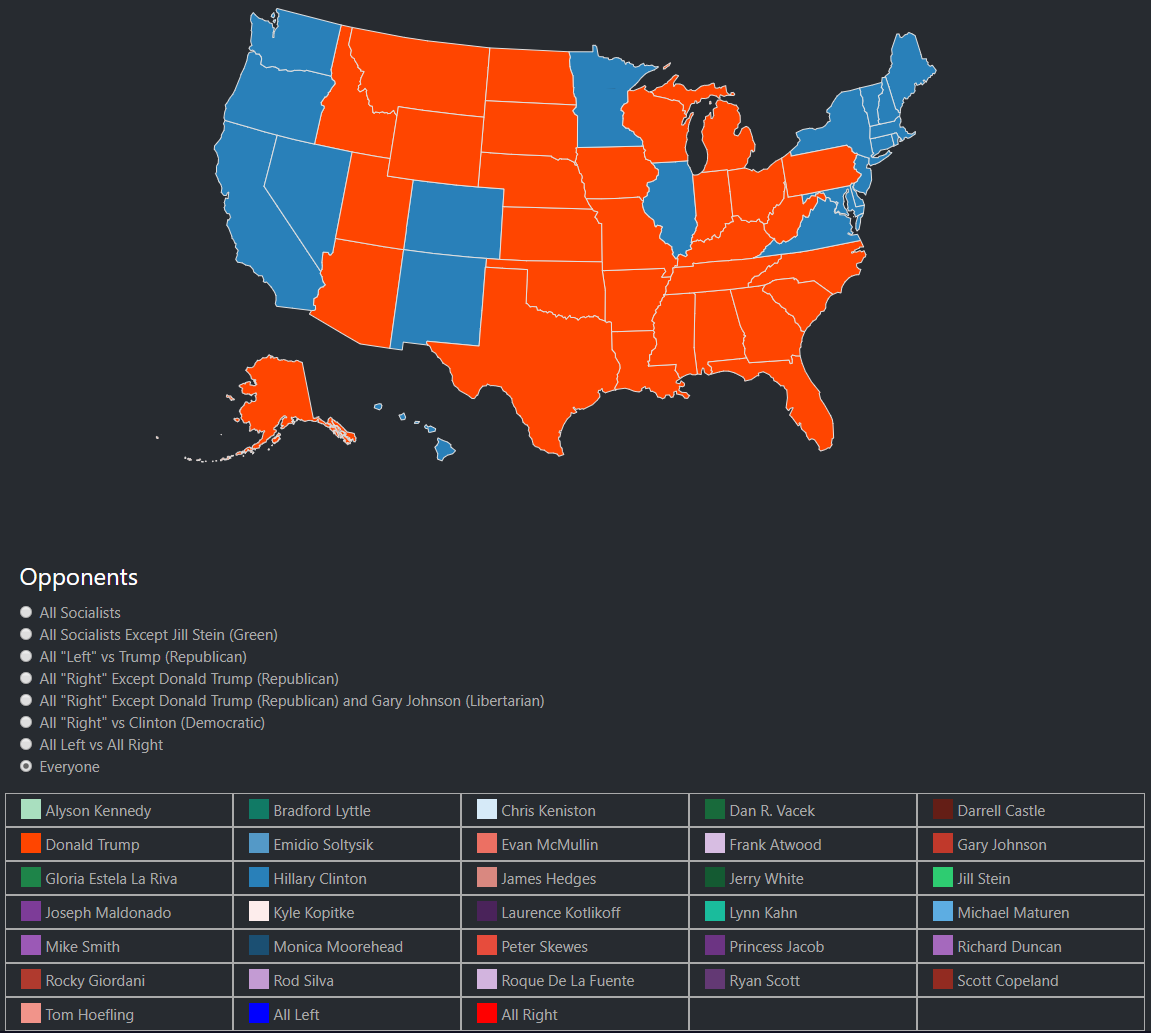 Opponents
All Socialists
All Socialists Except Jill Stein (Green)
All "Left" vs Trump (Republican)
All "Right" Except Donald Trump (Republican)
All "Right" Except Donald Trump (Republican) and Gary Johnson (Libertarian)
All "Right" vs Clinton (Democratic)
All Left vs All Right
Everyone
Alyson Kennedy Bradford Lyttle Chris Keniston Dan R. Vacek Darrell Castle
Donald Trump Emidio Soltysik Evan McMullin Frank Atwood Gary Johnson
Gloria Estela La Riva Hillary Clinton James Hedges Jerry White Jill Stein
Joseph Maldonado Kyle Kopitke Laurence Kotlikoff Lynn Kahn Michael Maturen
Mike Smith Monica Moorehead Peter Skewes Princess Jacob Richard Duncan
Rocky Giordani Rod Silva Roque De La Fuente Ryan Scott Scott Copeland
Tom Hoefling All Left All Right